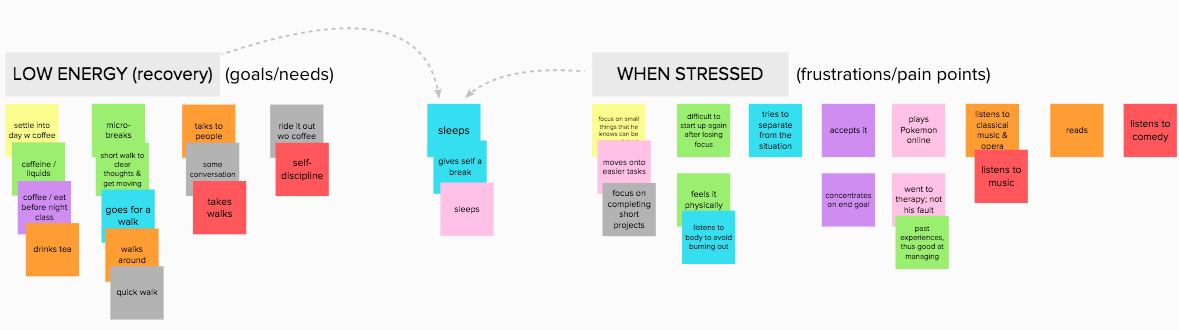 LOW ENERGY (recovery) (goals/needs)
settle into
day w coffee
caffeine /
liquids
coffee / eat
before night
class
drinks tea
micro-
breaks
short walk to
clear
thoughts &
get moving
goes for a
walk
walks
around
quick walk
talks to
people
some
conversation
takes
walks
ride it out
wo coffee
self-
discipline
sleeps
gives self a
break
sleeps
WHEN STRESSED (frustrations/pain points)
focus on small
things that he
knows can be
moves onto
easier tasks
focus on
completing
short
projects
difficult to
start up again
after losing
focus
feels it
physically
listens to
body to avoid
burning out
tries to
separate
from the
situation
accepts it
concentrates
on end goal
plays
Pokemon
online
went to
therapy; not
his fault
past
experiences,
thus good at
managing
listens to
classical
music &
opera
listens to
music
reads
listens to
comedy